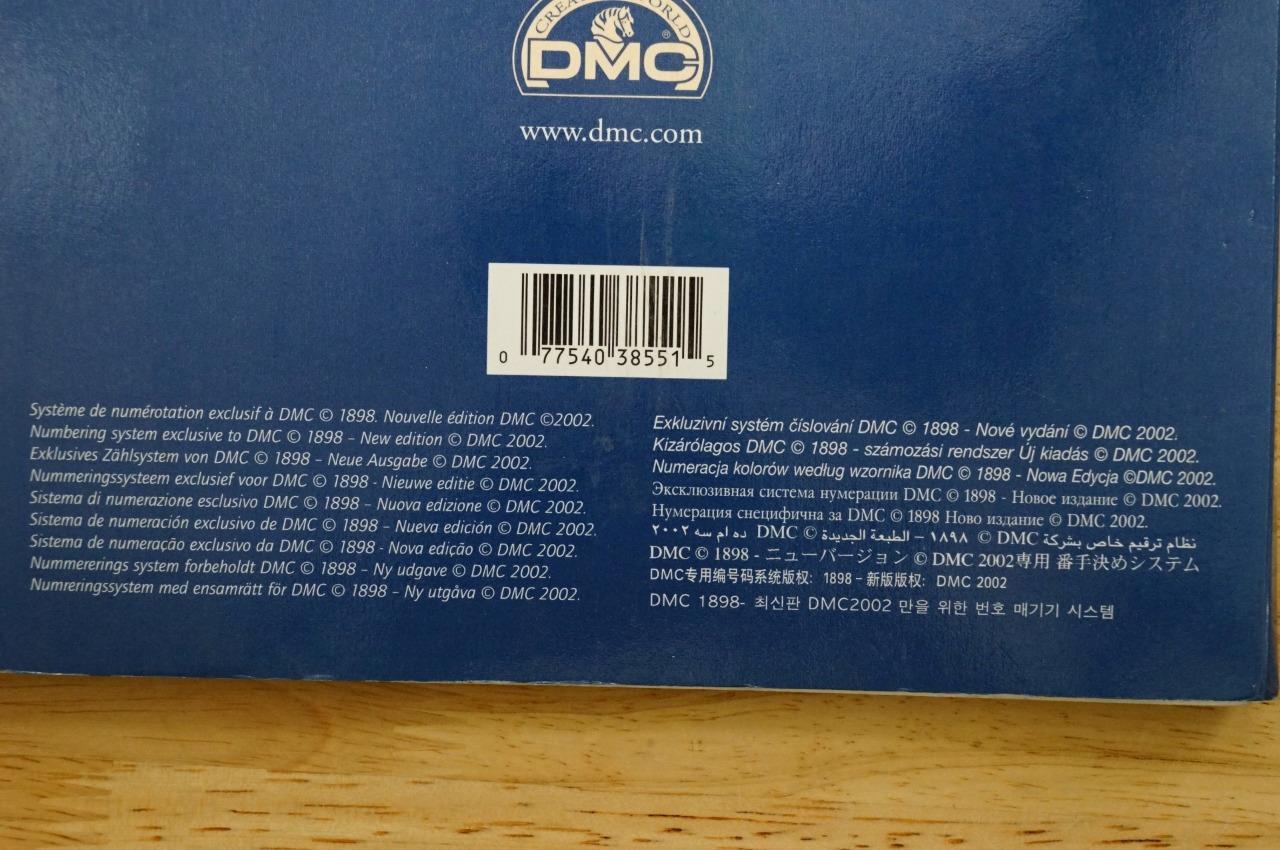 DMC ®
www.dmc.com
0 77540 38551 5
Système de numérotation exclusif à DMC © 1898. Nouvelle édition DMC ©2002.
Numbering system exclusive to DMC © 1898 – New edition © DMC 2002.
Exklusives Zählsystem von DMC © 1898 – Neue Ausgabe © DMC 2002.
Nummeringssysteem exclusief voor DMC © 1898 - Nieuwe editie © DMC 2002.
Sistema di numerazione esclusivo DMC © 1898 – Nuova edizione © DMC 2002.
Sistema de numeración exclusivo de DMC © 1898 – Nueva edición © DMC 2002.
Sistema de numeração exclusivo da DMC © 1898 - Nova edição © DMC 2002.
Nummererings system forbeholdt DMC © 1898 – Ny udgave © DMC 2002.
Numreringssystem med ensamrätt för DMC © 1898 – Ny utgåva © DMC 2002.
Exkluzivní systém číslování DMC © 1898 - Nové vydání © DMC 2002.
Kizárólagos DMC © 1898 - számozási rendszer Új kiadás © DMC 2002.
Numeracja kolorów według wzornika DMC © 1898 - Nowa Edycja ©DMC 2002.
Эксклюзивная система нумерации DMC © 1898 - Новое издание © DMC 2002.
Нумерация специфична за DMC © 1898 Ново издание © DMC 2002.
نظام ترقيم خاص بشركة DMC © ١٨٩٨ – الطبعة الجديدة © DMC ده ام سه ٢٠٠٢
DMC © 1898 - ニューバージョン © DMC 2002専用 番手決めシステム
DMC专用编号码系统版权: 1898 – 新版版权: DMC 2002
DMC 1898- 최신판 DMC2002 만을 위한 번호 매기기 시스템